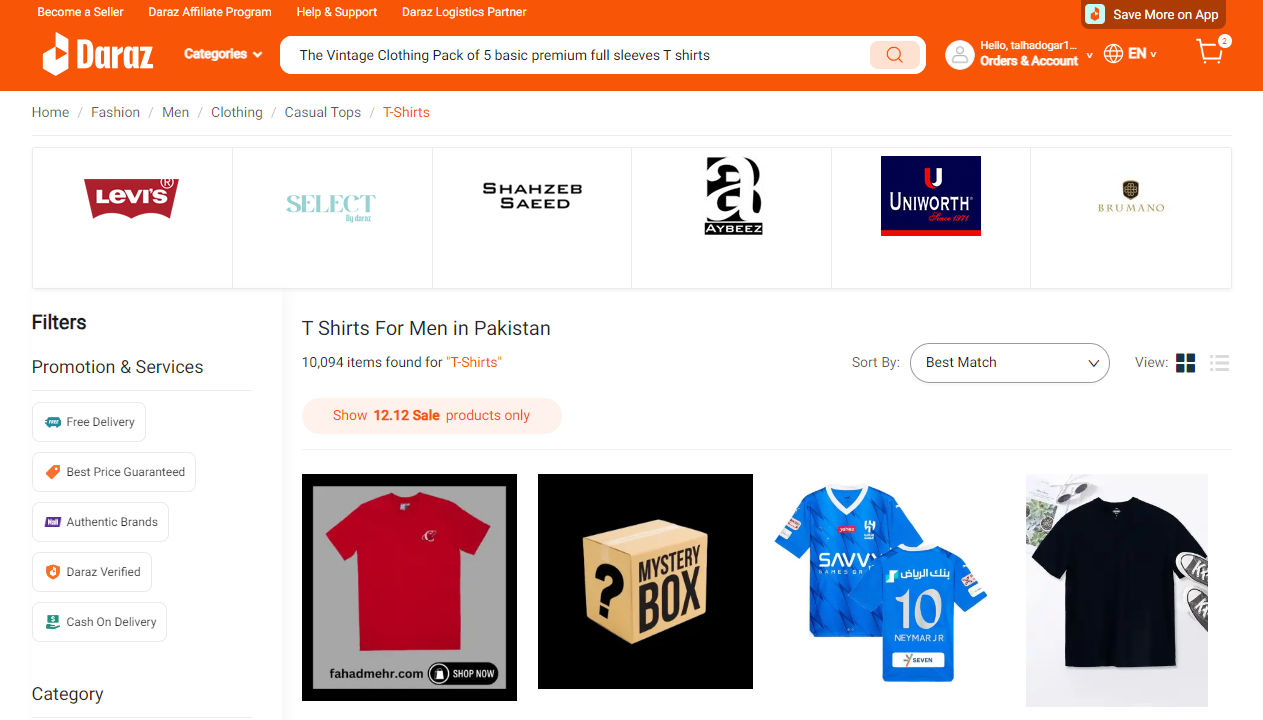 Become a Seller
Daraz Affiliate Program
Help & Support
Daraz Logistics Partner
Save More on App
Daraz
Categories
The Vintage Clothing Pack of 5 basic premium full sleeves T shirts
Hello, talhadogar1...
Orders & Account
EN
2
Home / Fashion / Men / Clothing / Casual Tops / T-Shirts
LEVI'S®
SELECT
By daraz
SHAHZEB
SAEED
AYBEEZ
UNIWORTH
Since 1971
BRUMANO
Filters
Promotion & Services
FREE Free Delivery
Best Price Guaranteed
Mall Authentic Brands
Daraz Verified
Cash On Delivery
Category
T Shirts For Men in Pakistan
10,094 items found for "T-Shirts"
Sort By:
Best Match
View:
Show 12.12 Sale products only
fahadmehr.com
SHOP NOW
?
MYSTERY
BOX
SAVVY
GAMES GR
بنك الرياض
10
NEYMAR JR
SEVEN